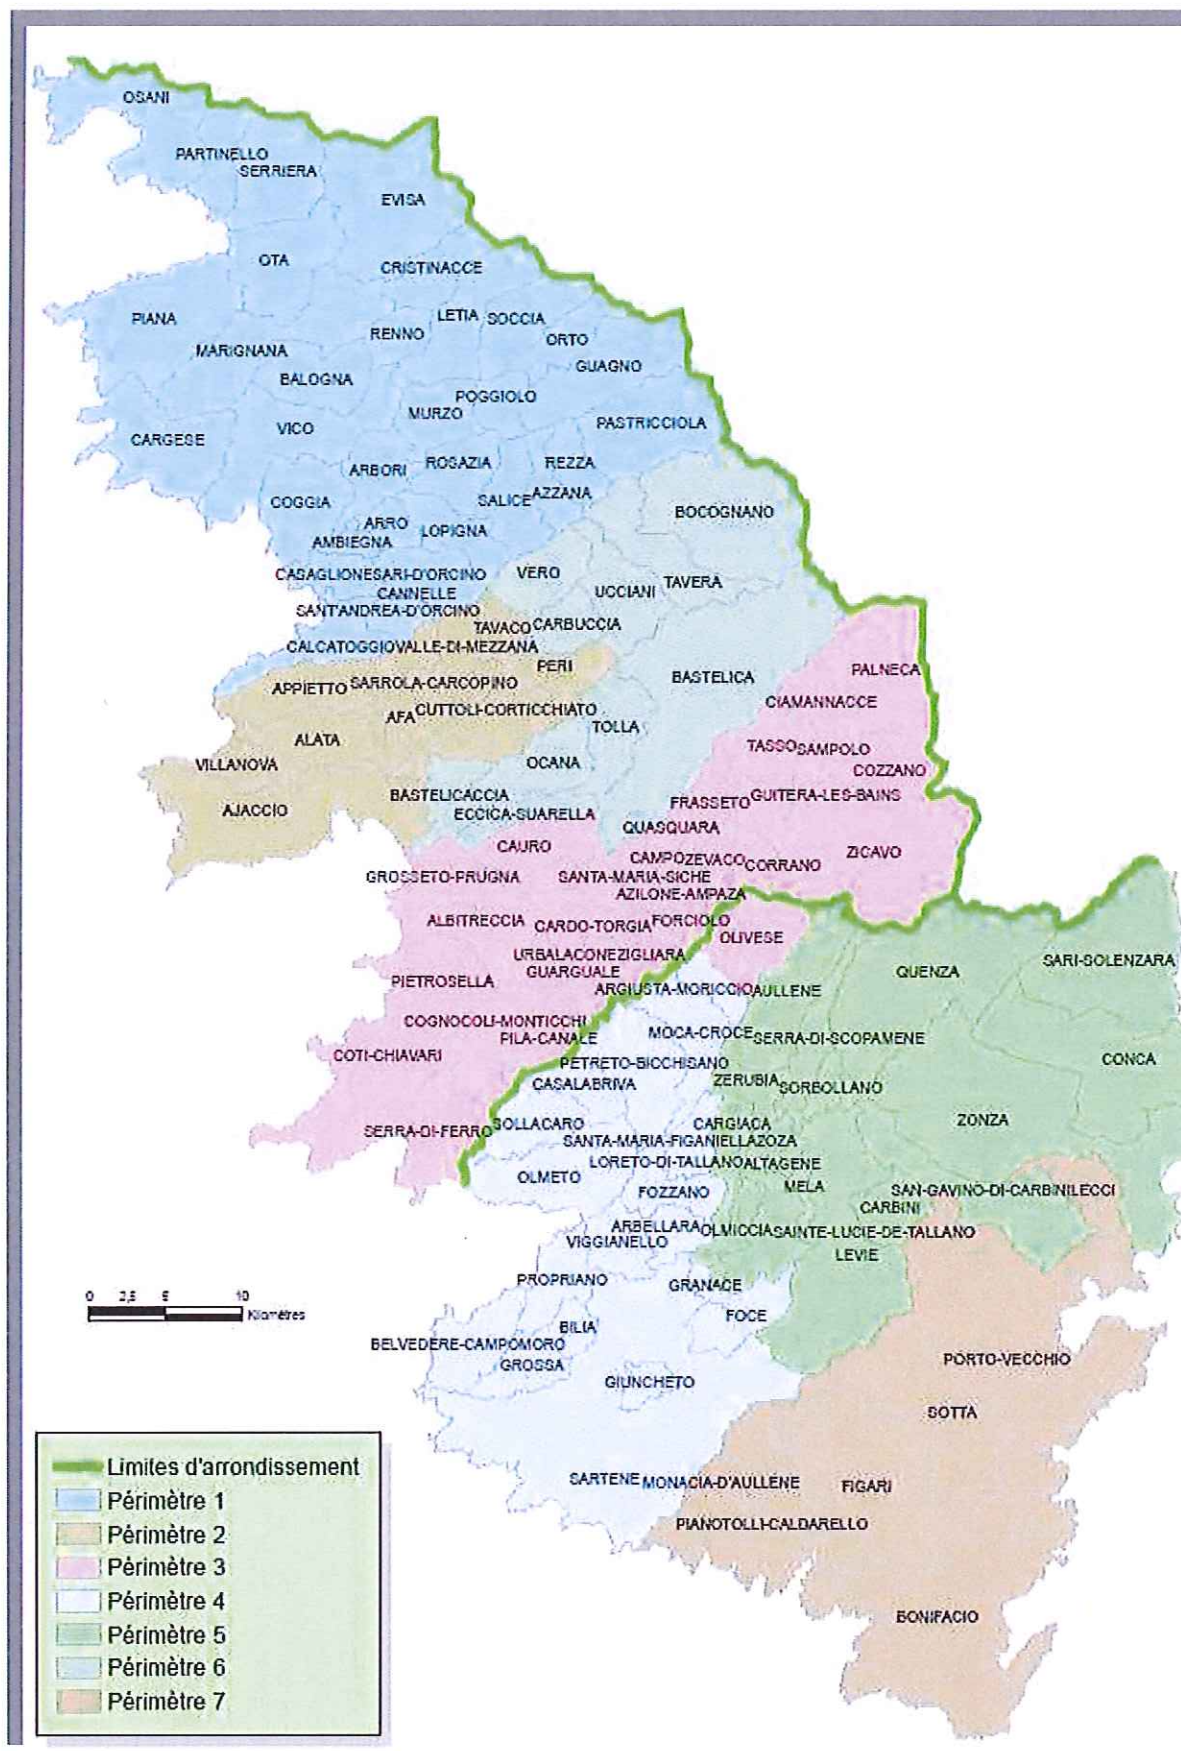 OSANI
PARTINELLO
SERRIERA
EVISA
OTA
CRISTINACCE
PIANA
LETIA
SOCCIA
RENNO
ORTO
MARIGNANA
GUAGNO
BALOGNA
POGGIOLO
MURZO
PASTRICCIOLA
VICO
CARGESE
ARBORI
ROSAZIA
REZZA
COGGIA
SALICE
AZZANA
BOCOGNANO
ARRO
LOPIGNA
AMBIEGNA
CASAGLIONE
SARI-D'ORCINO
VERO
UCCIANI
TAVERA
CANNELLE
SANT'ANDREA-D'ORCINO
TAVACO
CARBUCCIA
CALCATOGGIO
VALLE-DI-MEZZANA
PERI
BASTELICA
PALNECA
APPIETTO
SARROLA-CARCOPINO
CIAMANNACCE
AFA
CUTTOLI-CORTICCHIATO
TOLLA
ALATA
TASSO
SAMPOLO
VILLANOVA
OCANA
COZZANO
BASTELICACCIA
FRASSETO
GUITERA-LES-BAINS
AJACCIO
ECCICA-SUARELLA
QUASQUARA
CAURO
CAMPO
ZEVACO
CORRANO
ZICAVO
GROSSETO-PRUGNA
SANTA-MARIA-SICHE
AZILONE-AMPAZA
ALBITRECCIA
CARDO-TORGIA
FORCIOLO
OLIVESE
URBALACONE
ZIGLIARA
GUARGUALE
QUENZA
SARI-SOLENZARA
PIETROSELLA
ARGIUSTA-MORICCIO
AULLENE
COGNOCOLI-MONTICCHI
PILA-CANALE
MOCA-CROCE
SERRA-DI-SCOPAMENE
COTI-CHIAVARI
PETRETO-BICCHISANO
CONCA
CASALABRIVA
ZERUBIA
SORBOLLANO
SERRA-DI-FERRO
SOLLACARO
CARGIACA
ZONZA
SANTA-MARIA-FIGANIELLA
ZOZA
LORETO-DI-TALLANO
ALTAGENE
OLMETO
FOZZANO
MELA
SAN-GAVINO-DI-CARBINI
LECCI
CARBINI
ARBELLARA
OLMICCIA
SAINTE-LUCIE-DE-TALLANO
VIGGIANELLO
LEVIE
PROPRIANO
GRANACE
FOCE
BILIA
BELVEDERE-CAMPOMORO
GROSSA
GIUNCHETO
PORTO-VECCHIO
SOTTA
SARTENE
MONACIA-D'AULLENE
FIGARI
PIANOTOLLI-CALDARELLO
BONIFACIO
0 2,5 5 10
Kilomètres
Limites d'arrondissement
Périmètre 1
Périmètre 2
Périmètre 3
Périmètre 4
Périmètre 5
Périmètre 6
Périmètre 7